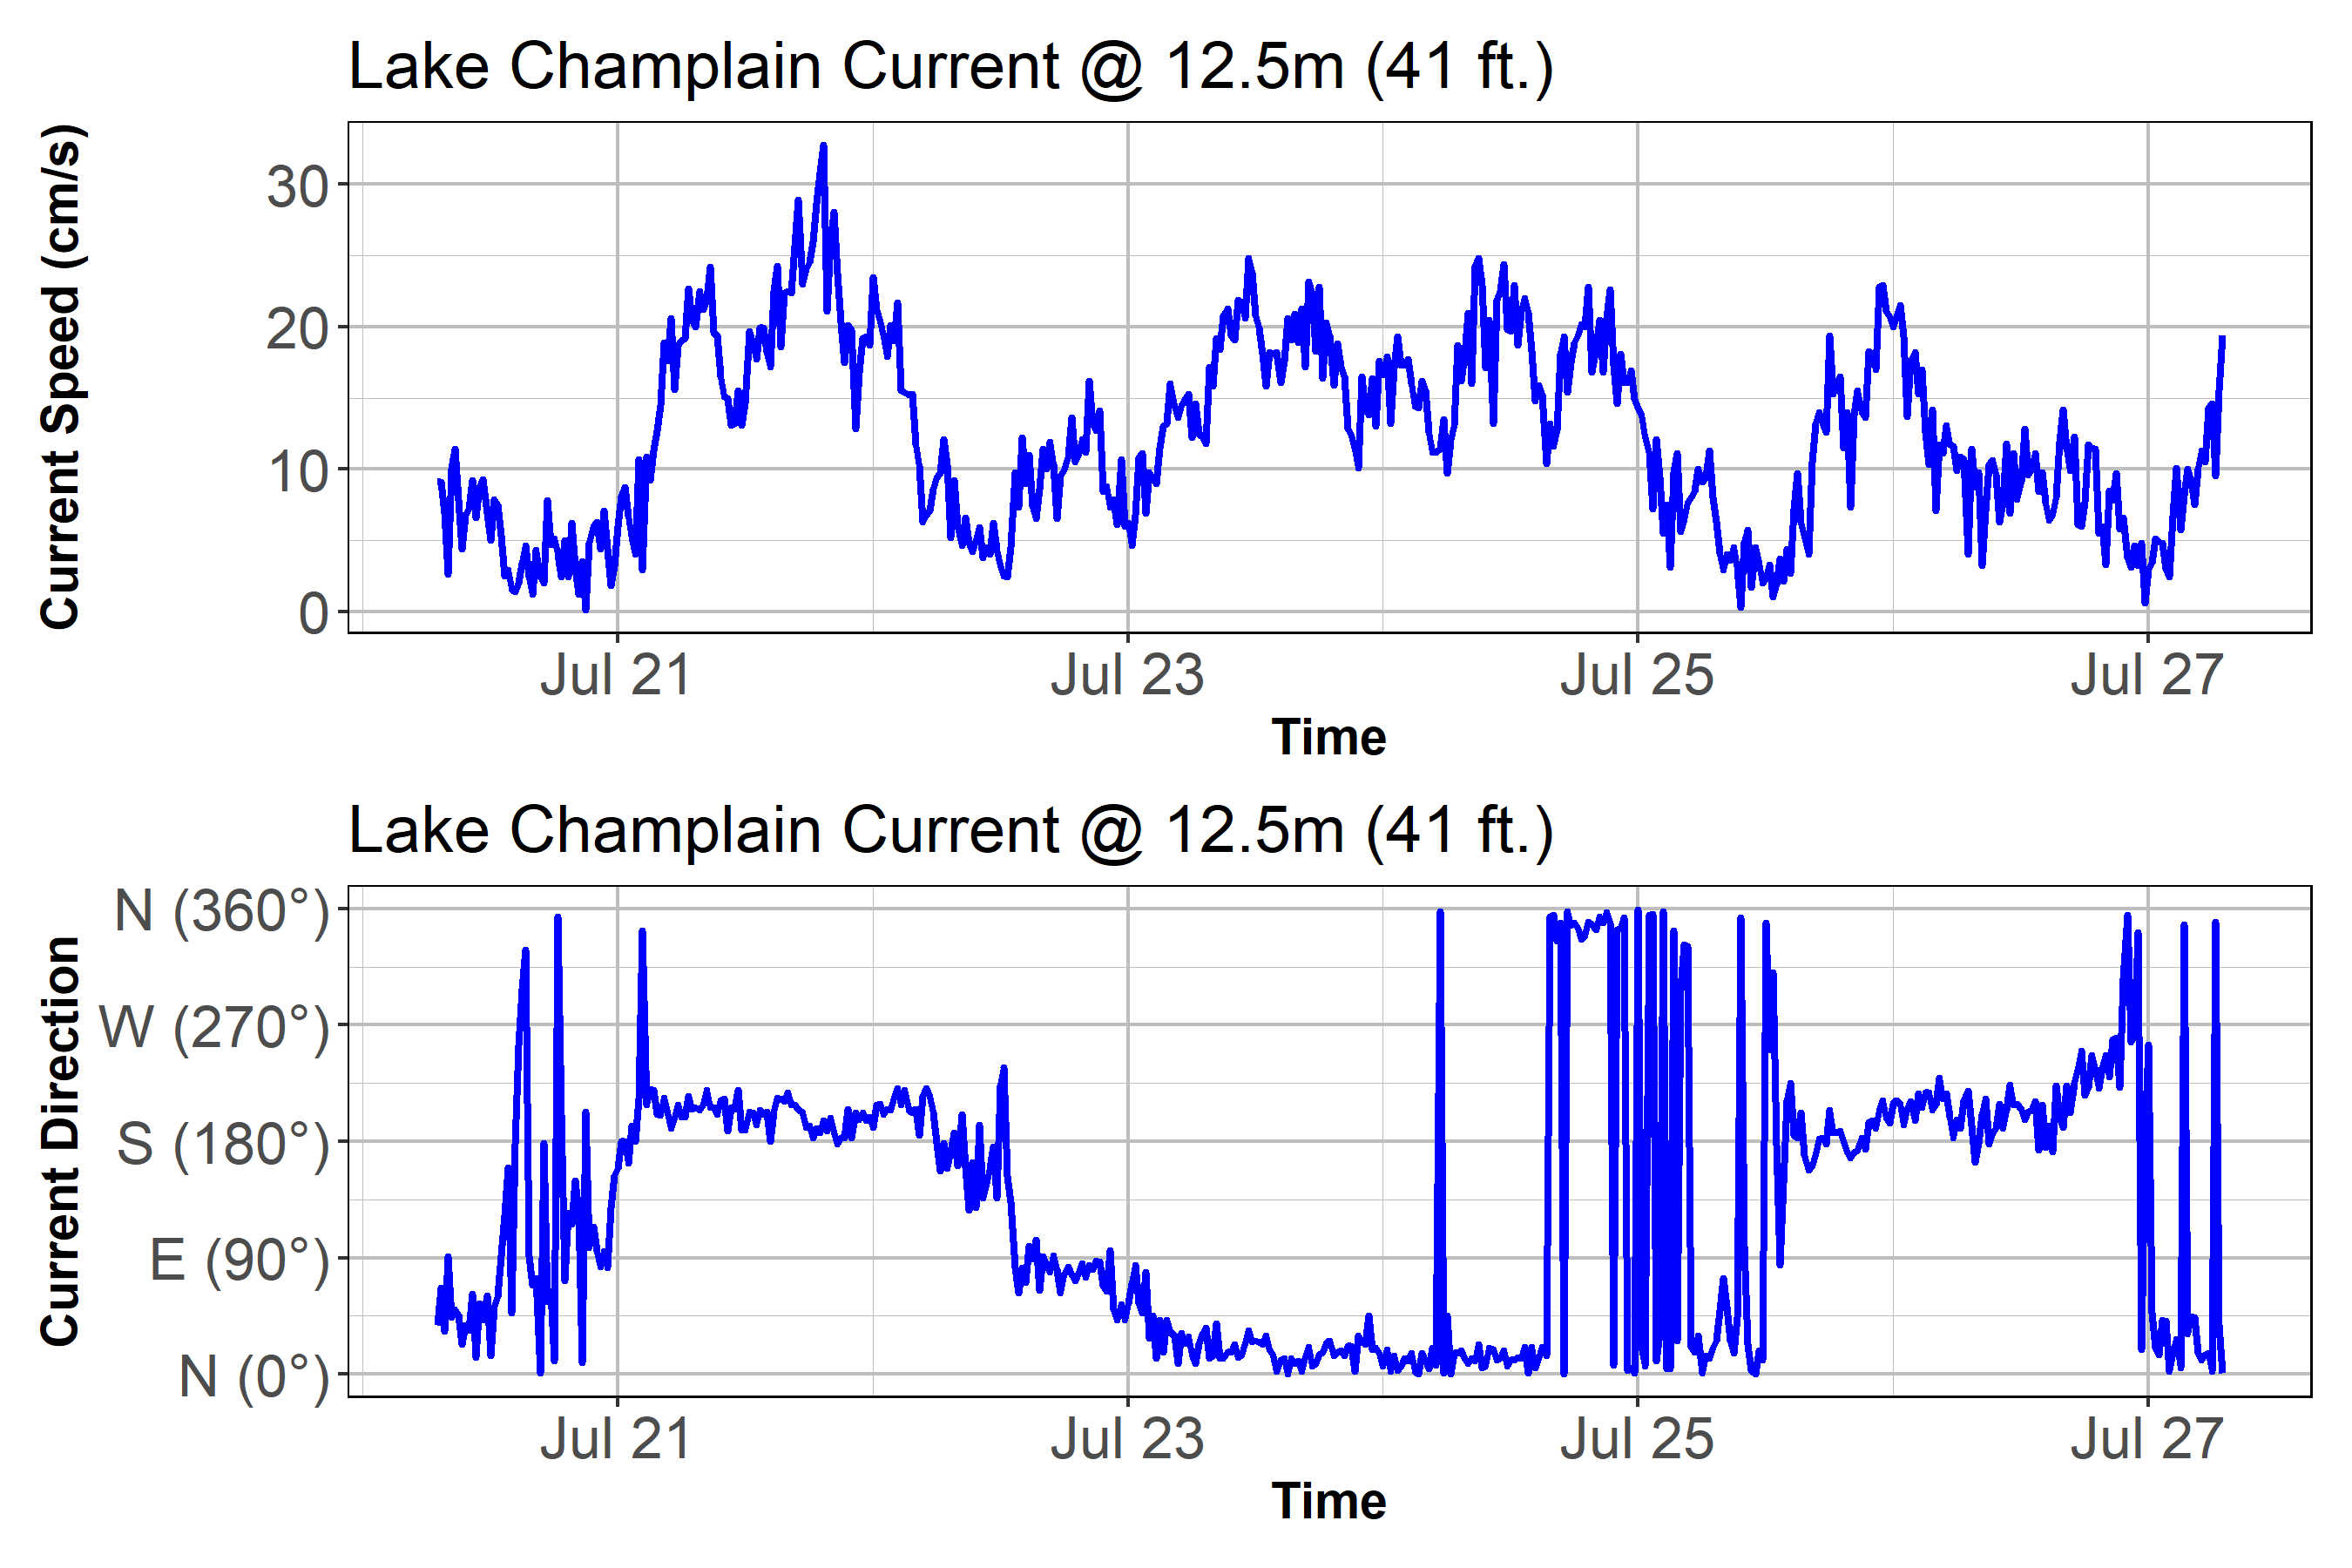 Lake Champlain Current @ 12.5m (41 ft.)
Current Speed (cm/s)
30
20
10
0
Jul 21 Jul 23 Jul 25 Jul 27
Time
Lake Champlain Current @ 12.5m (41 ft.)
Current Direction
N (360°)
W (270°)
S (180°)
E (90°)
N (0°)
Jul 21 Jul 23 Jul 25 Jul 27
Time